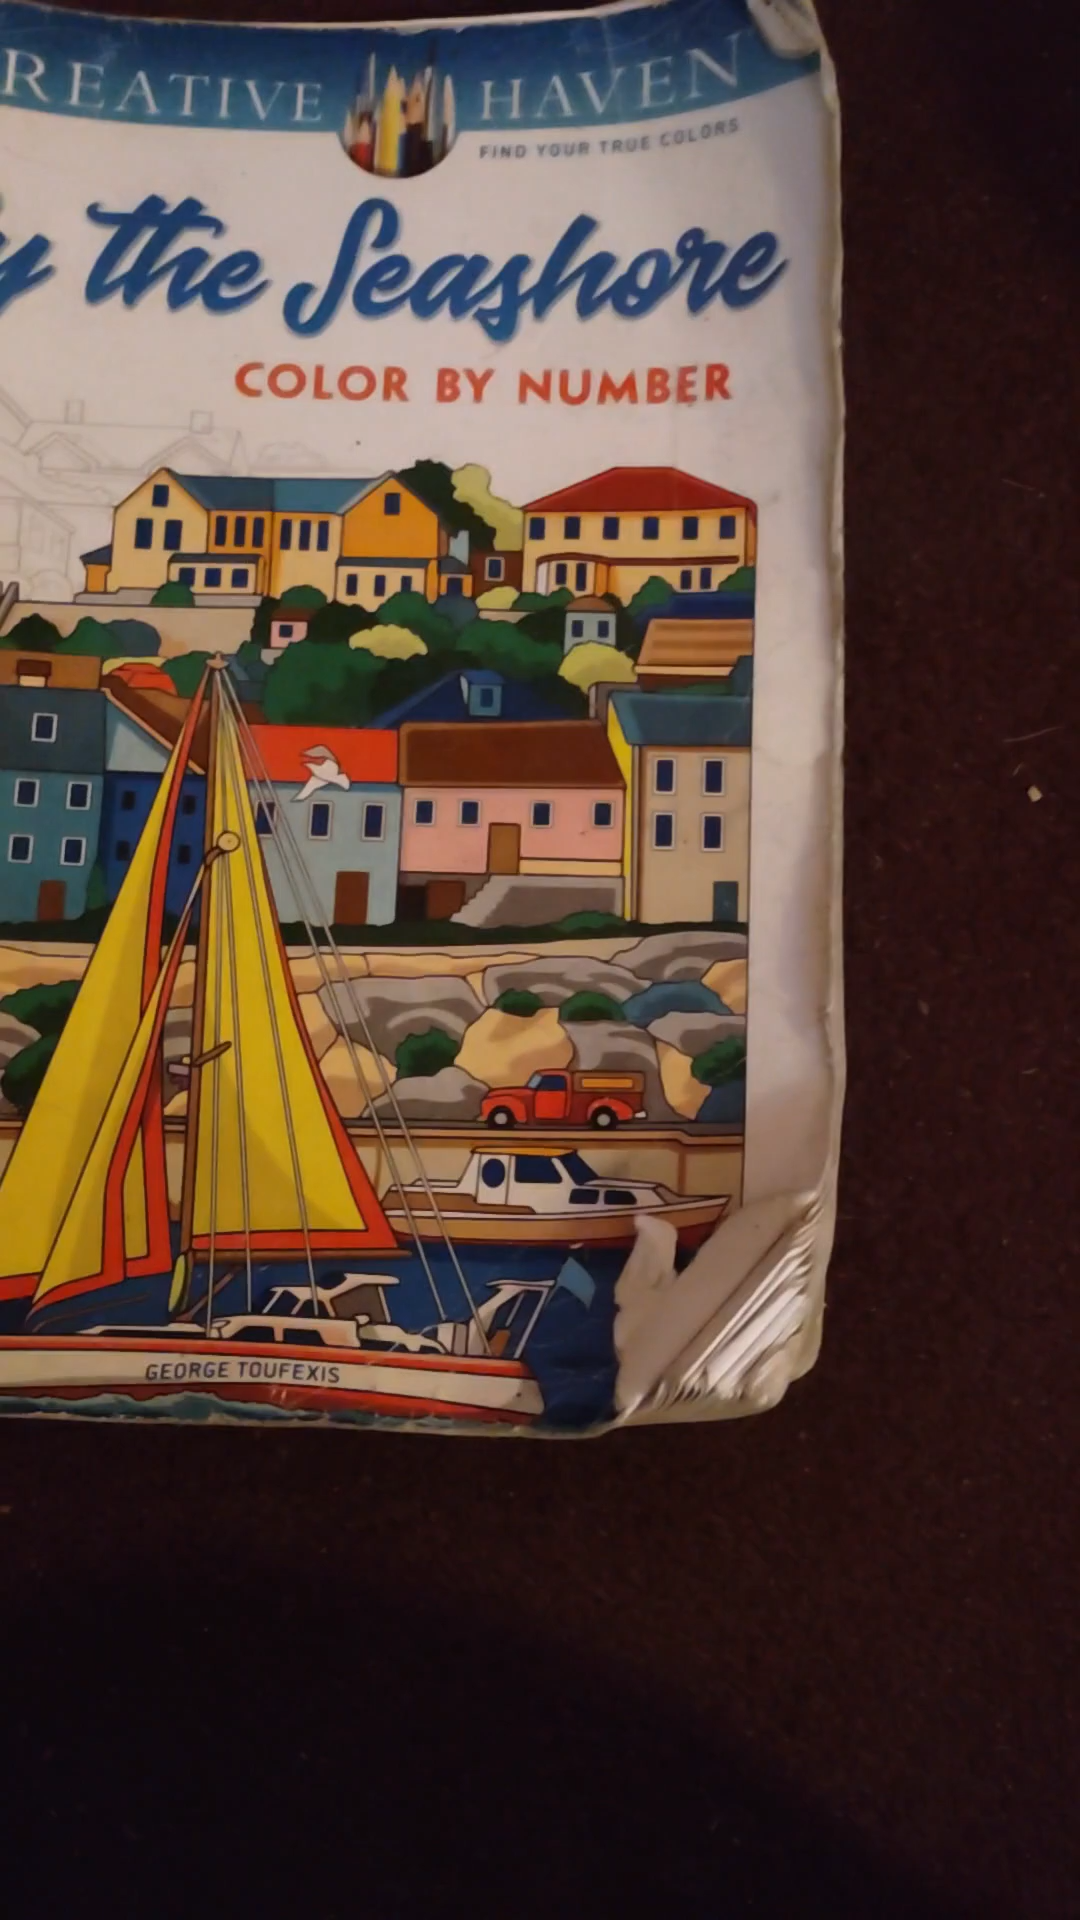 REATIVE HAVEN
FIND YOUR TRUE COLORS
y the Seashore
COLOR BY NUMBER
GEORGE TOUFEXIS